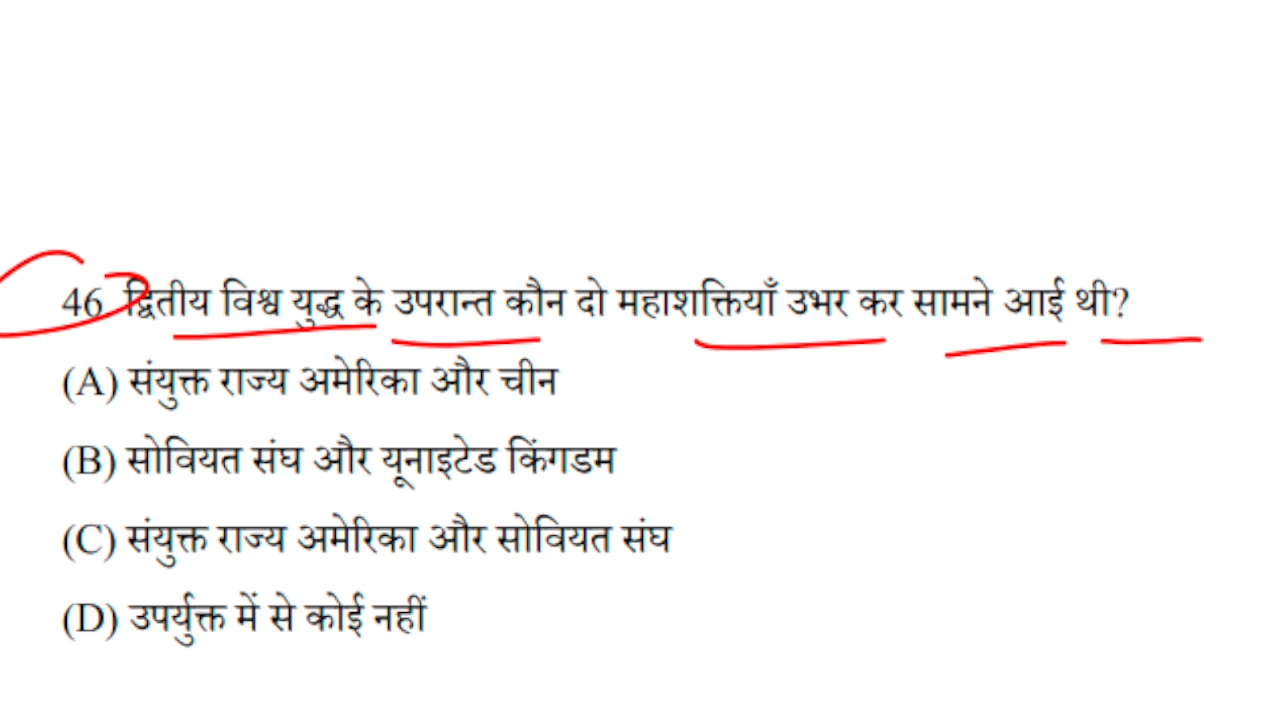 46 द्वितीय विश्व युद्ध के उपरान्त कौन दो महाशक्तियाँ उभर कर सामने आई थी?
(A) संयुक्त राज्य अमेरिका और चीन
(B) सोवियत संघ और यूनाइटेड किंगडम
(C) संयुक्त राज्य अमेरिका और सोवियत संघ
(D) उपर्युक्त में से कोई नहीं